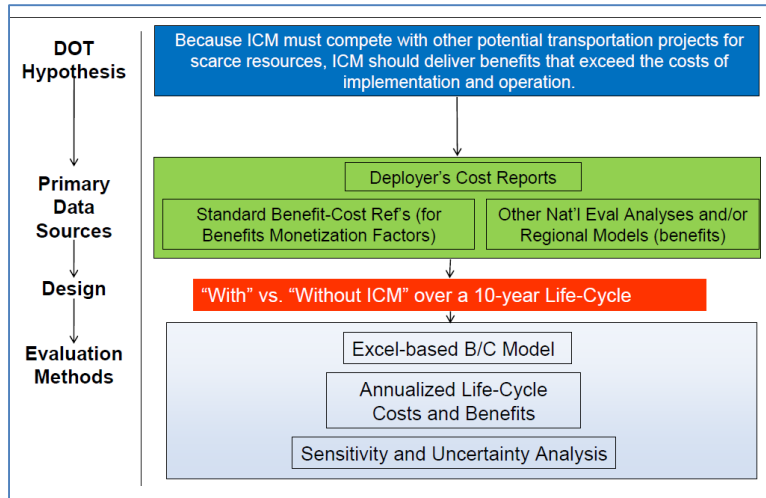 DOT
Hypothesis
Because ICM must compete with other potential transportation projects for
scarce resources, ICM should deliver benefits that exceed the costs of
implementation and operation.
Primary
Data
Sources
Deployer's Cost Reports
Standard Benefit-Cost Ref's (for
Benefits Monetization Factors)
Other Nat'l Eval Analyses and/or
Regional Models (benefits)
Design
“With” vs. “Without ICM” over a 10-year Life-Cycle
Evaluation
Methods
Excel-based B/C Model
Annualized Life-Cycle
Costs and Benefits
Sensitivity and Uncertainty Analysis